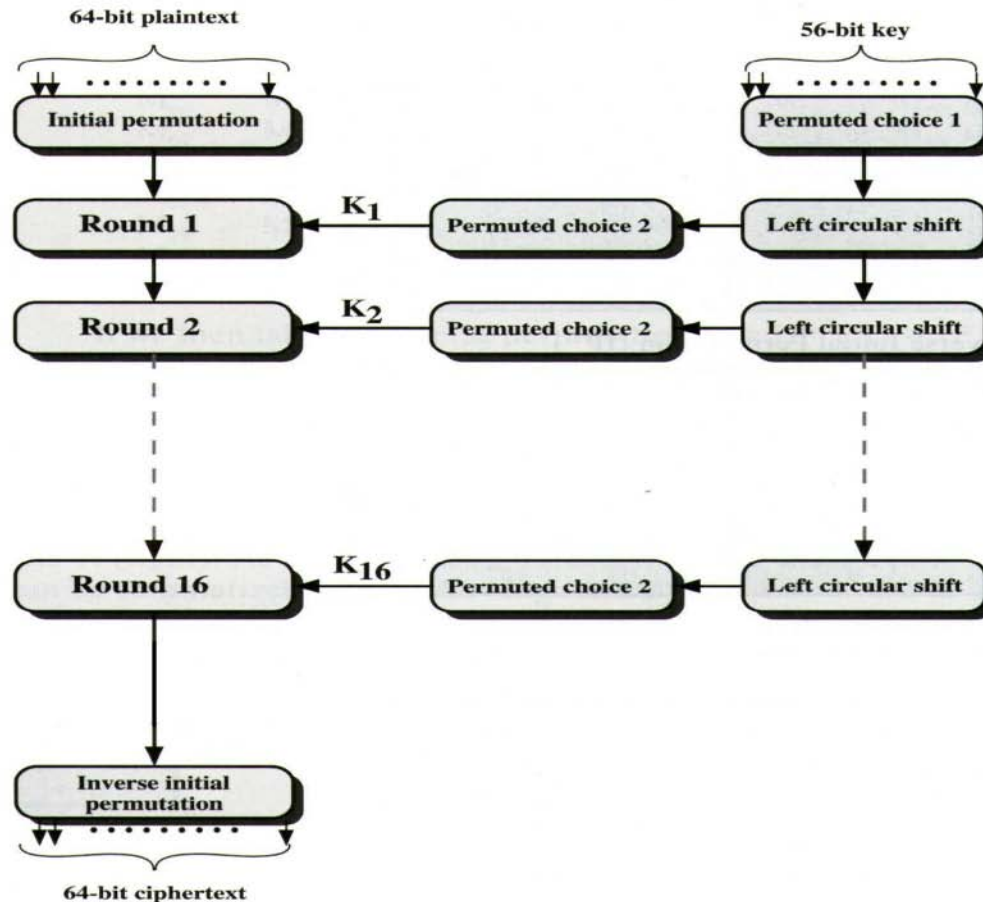 64-bit plaintext
56-bit key
Initial permutation
Permuted choice 1
Round 1
K1
Permuted choice 2
Left circular shift
Round 2
K2
Permuted choice 2
Left circular shift
Round 16
K16
Permuted choice 2
Left circular shift
Inverse initial
permutation
64-bit ciphertext